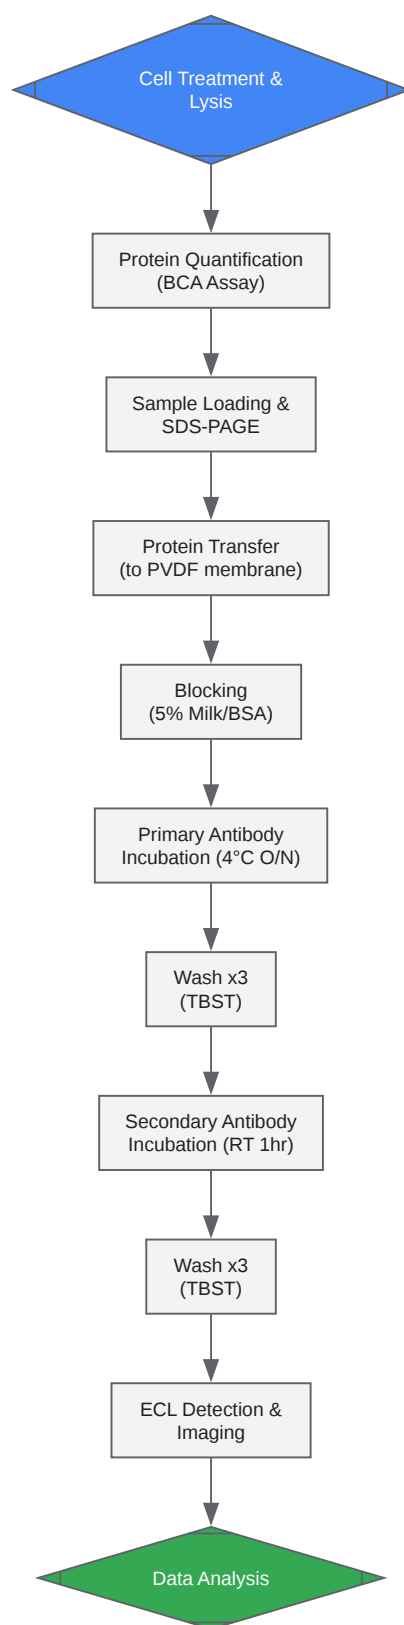 Cell Treatment &
Lysis
Protein Quantification
(BCA Assay)
Sample Loading &
SDS-PAGE
Protein Transfer
(to PVDF membrane)
Blocking
(5% Milk/BSA)
Primary Antibody
Incubation (4°C O/N)
Wash x3
(TBST)
Secondary Antibody
Incubation (RT 1hr)
Wash x3
(TBST)
ECL Detection &
Imaging
Data Analysis